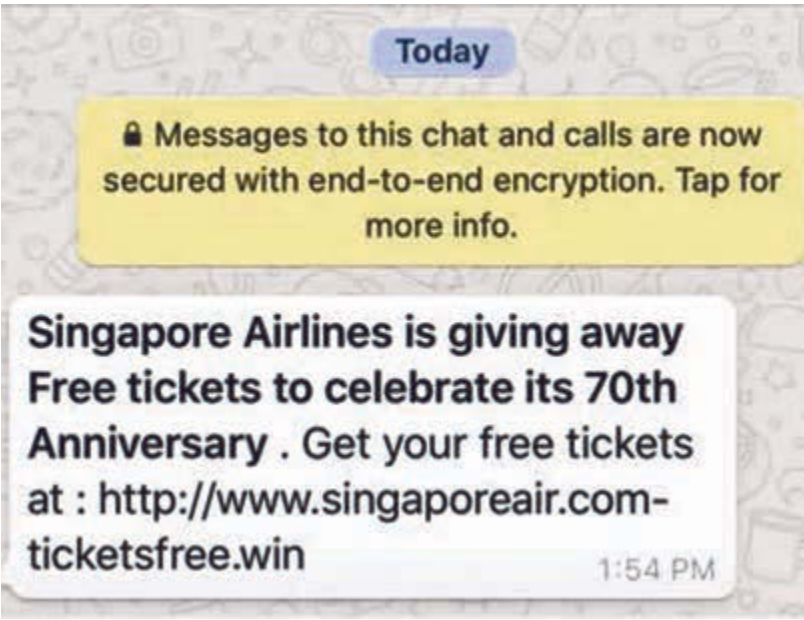 Today
🔒 Messages to this chat and calls are now
secured with end-to-end encryption. Tap for
more info.
Singapore Airlines is giving away
Free tickets to celebrate its 70th
Anniversary . Get your free tickets
at : http://www.singaporeair.com-
ticketsfree.win
1:54 PM